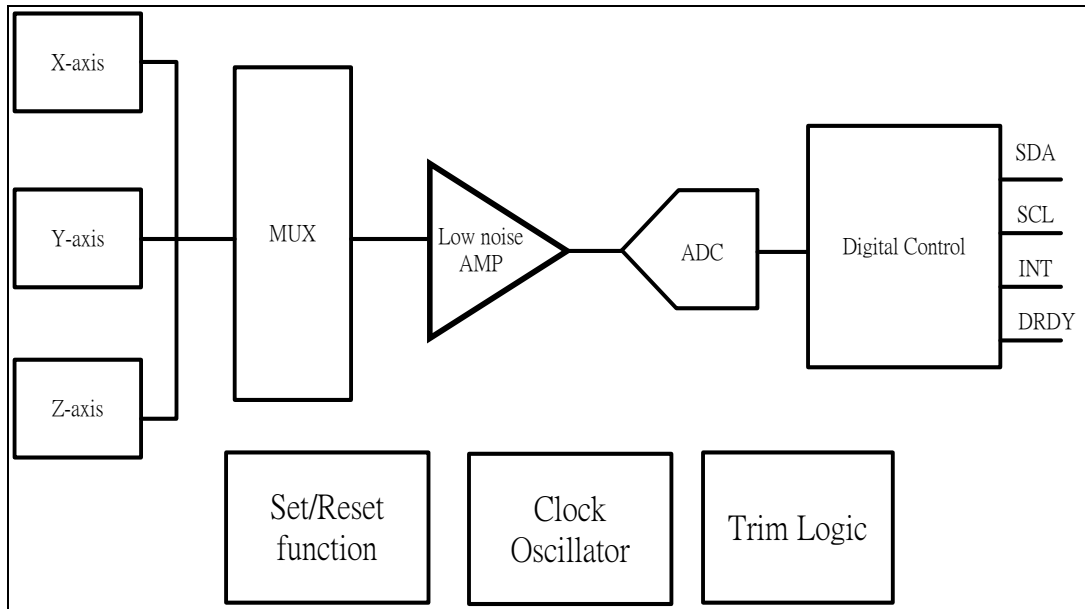 X-axis
Y-axis
Z-axis
MUX
Low noise
AMP
ADC
Digital Control
SDA
SCL
INT
DRDY
Set/Reset
function
Clock
Oscillator
Trim Logic